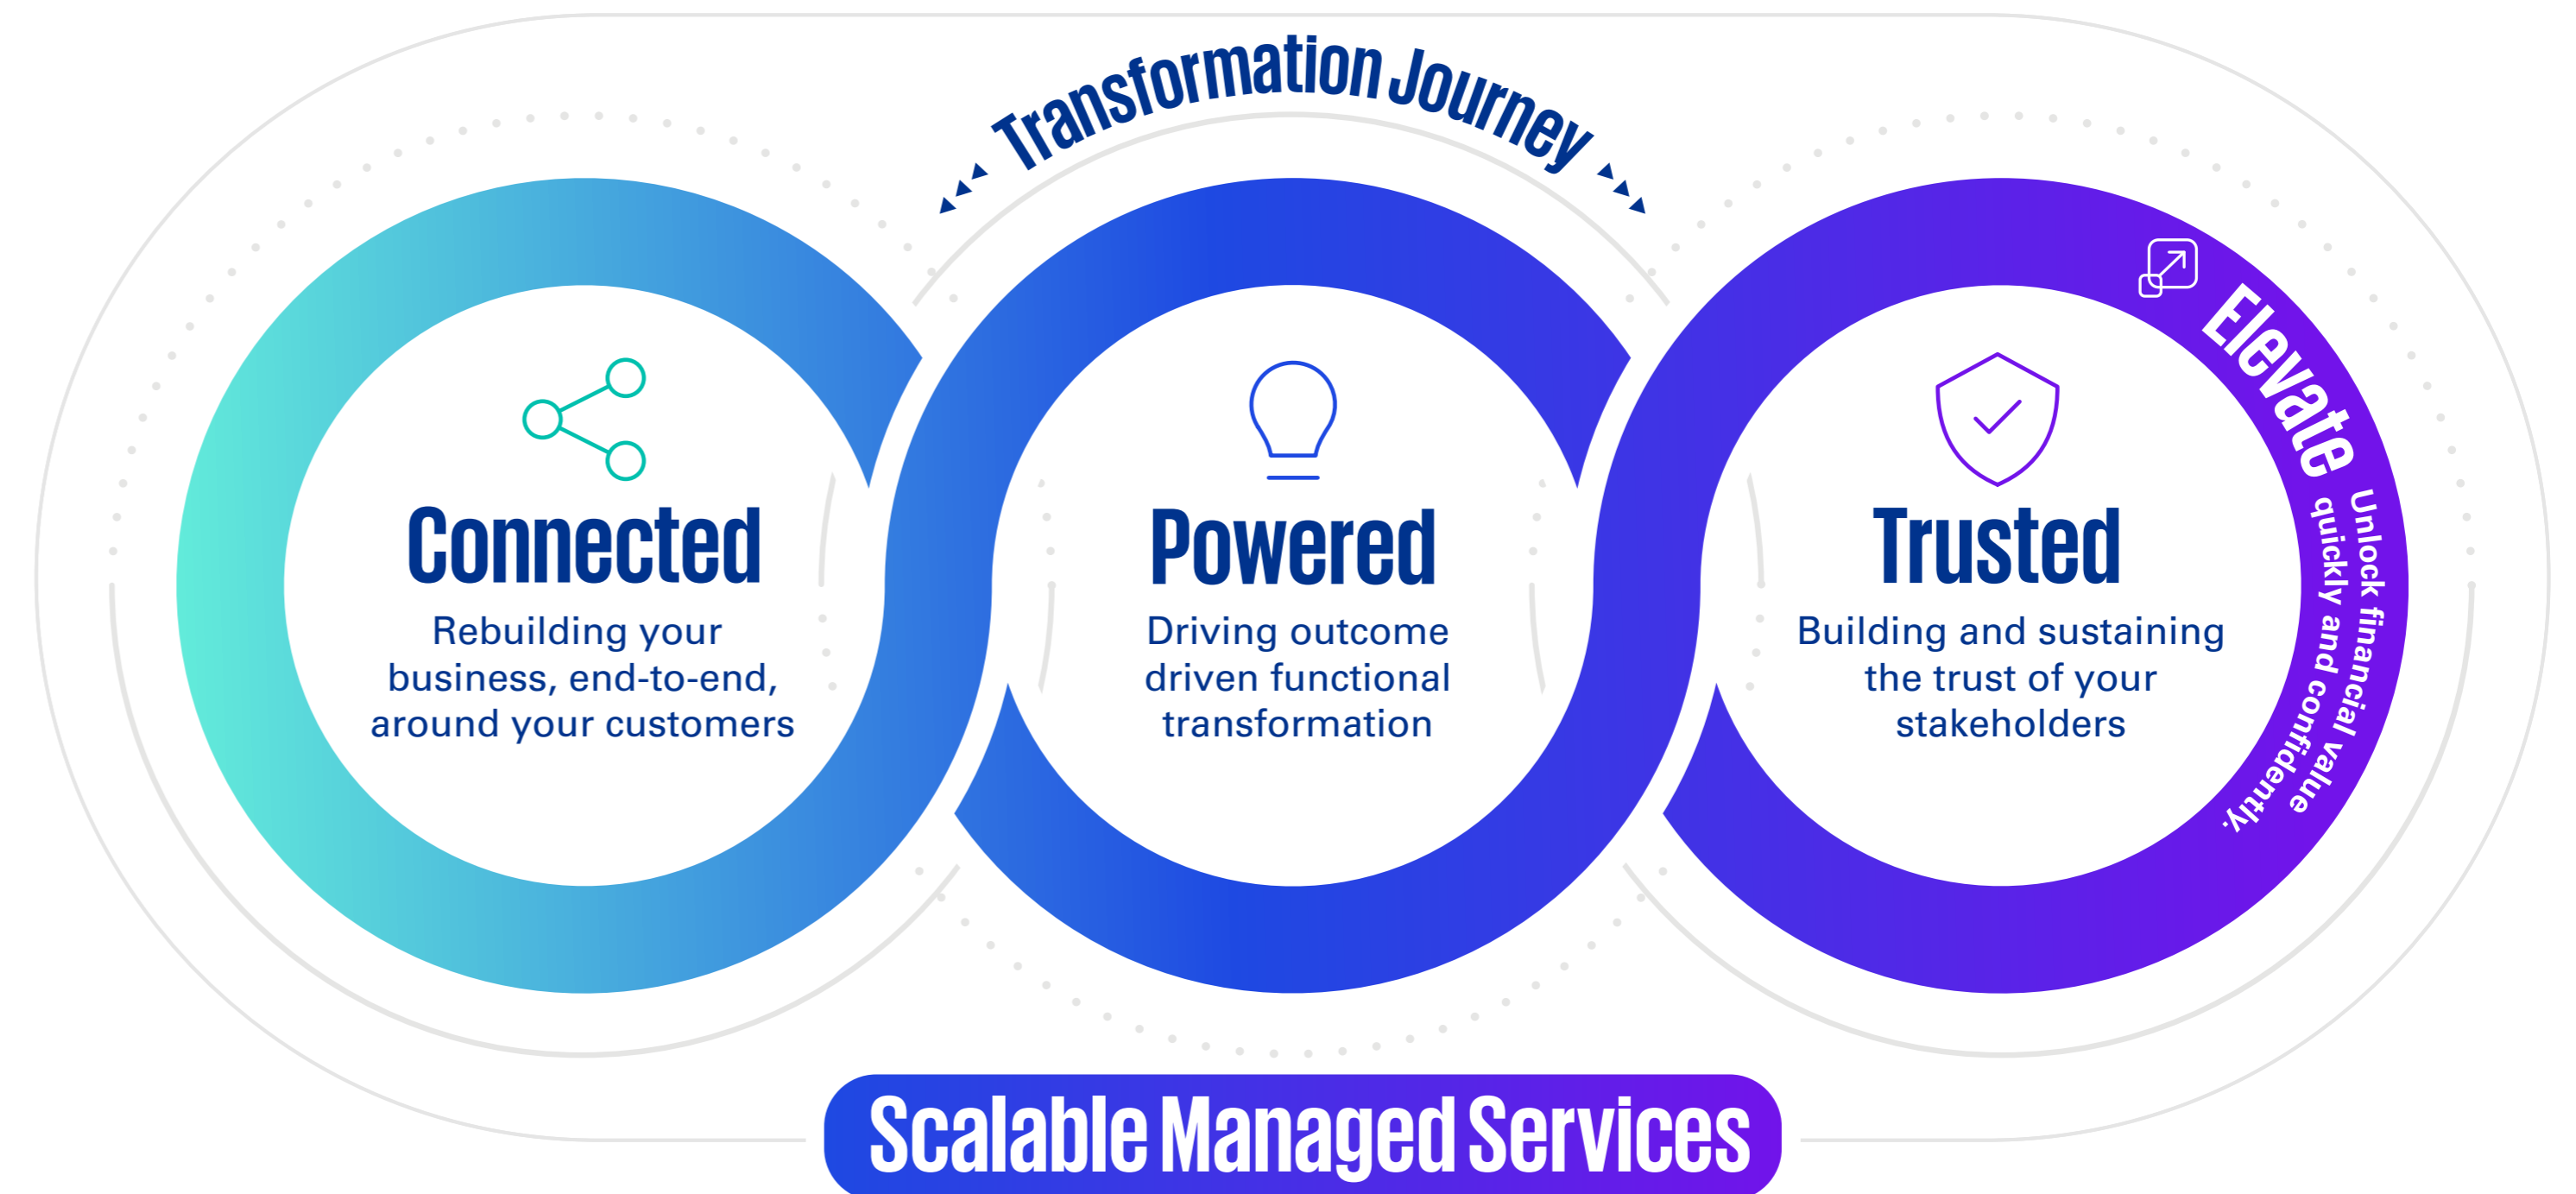 Transformation Journey
Connected
Rebuilding your
business, end-to-end,
around your customers
Powered
Driving outcome
driven functional
transformation
Trusted
Building and sustaining
the trust of your
stakeholders
Elevate
Unlock financial value
quickly and confidently.
Scalable Managed Services